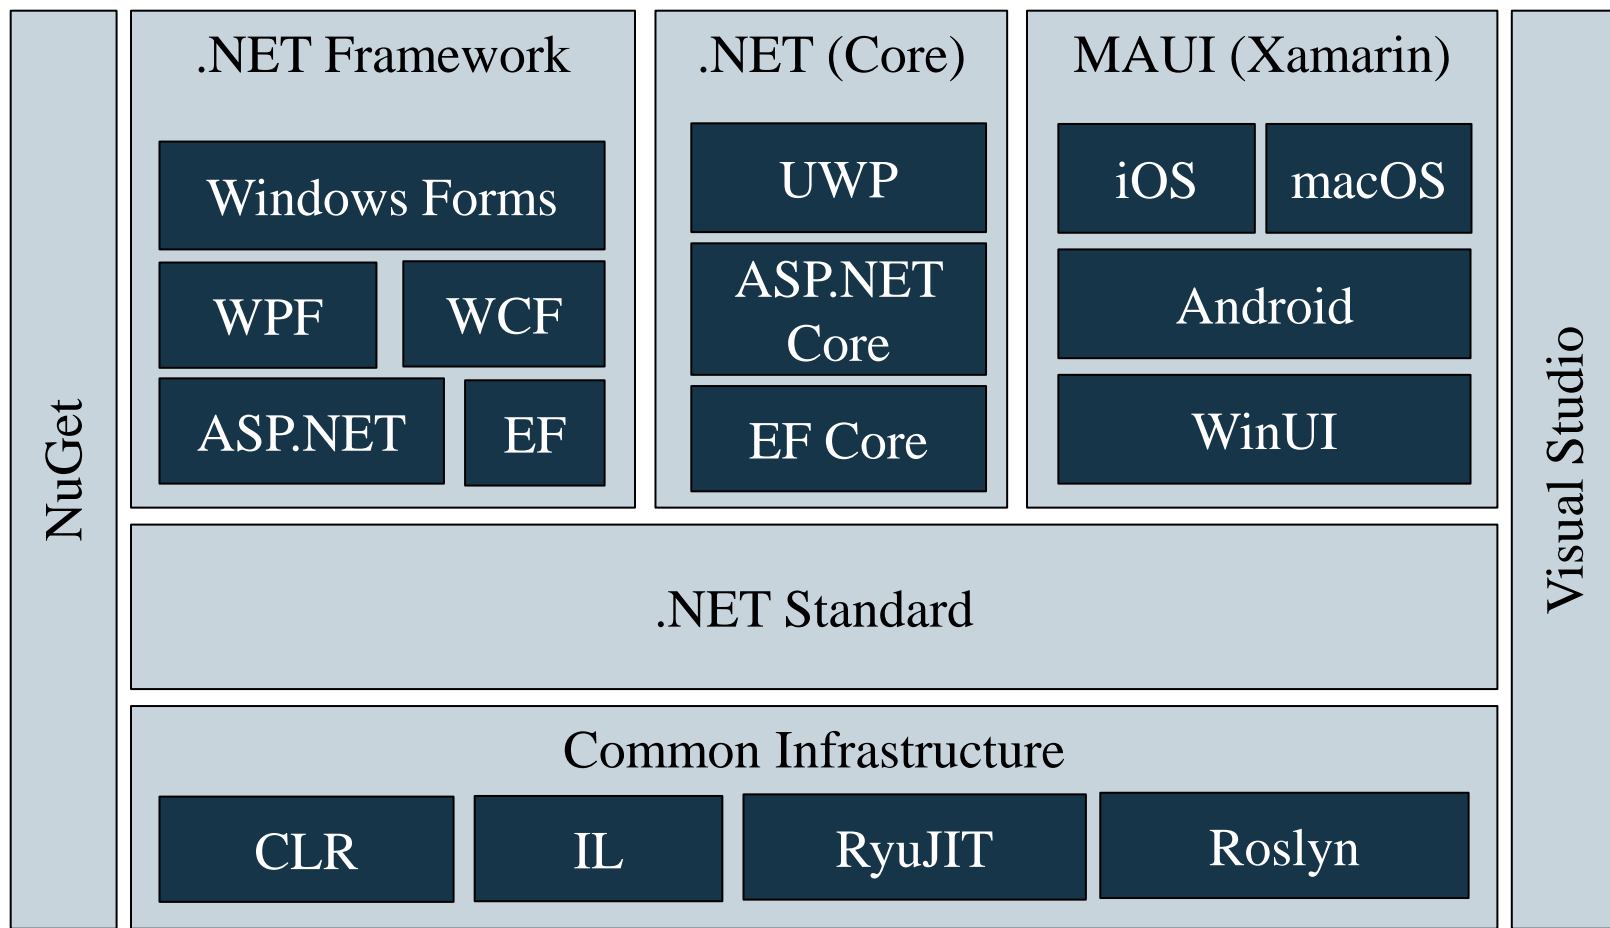 NuGet
.NET Framework
Windows Forms
WPF
WCF
ASP.NET
EF
.NET (Core)
UWP
ASP.NET
Core
EF Core
MAUI (Xamarin)
iOS
macOS
Android
WinUI
.NET Standard
Common Infrastructure
CLR
IL
RyuJIT
Roslyn
Visual Studio